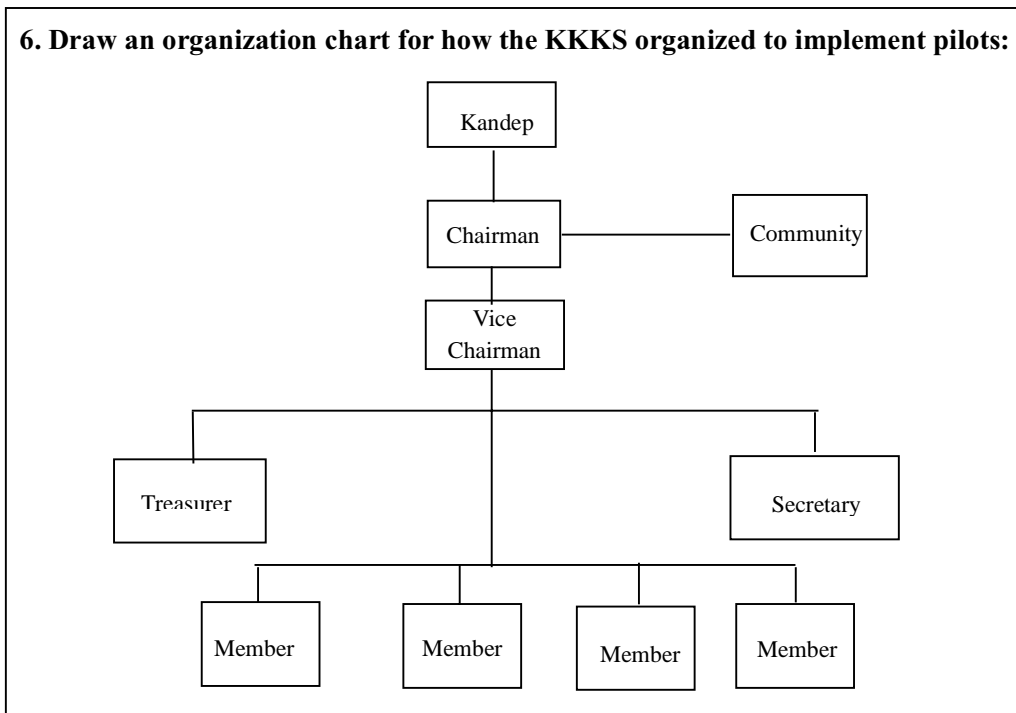 6. Draw an organization chart for how the KKKS organized to implement pilots:
Kandep
Chairman
Community
Vice
Chairman
Treasurer
Secretary
Member
Member
Member
Member